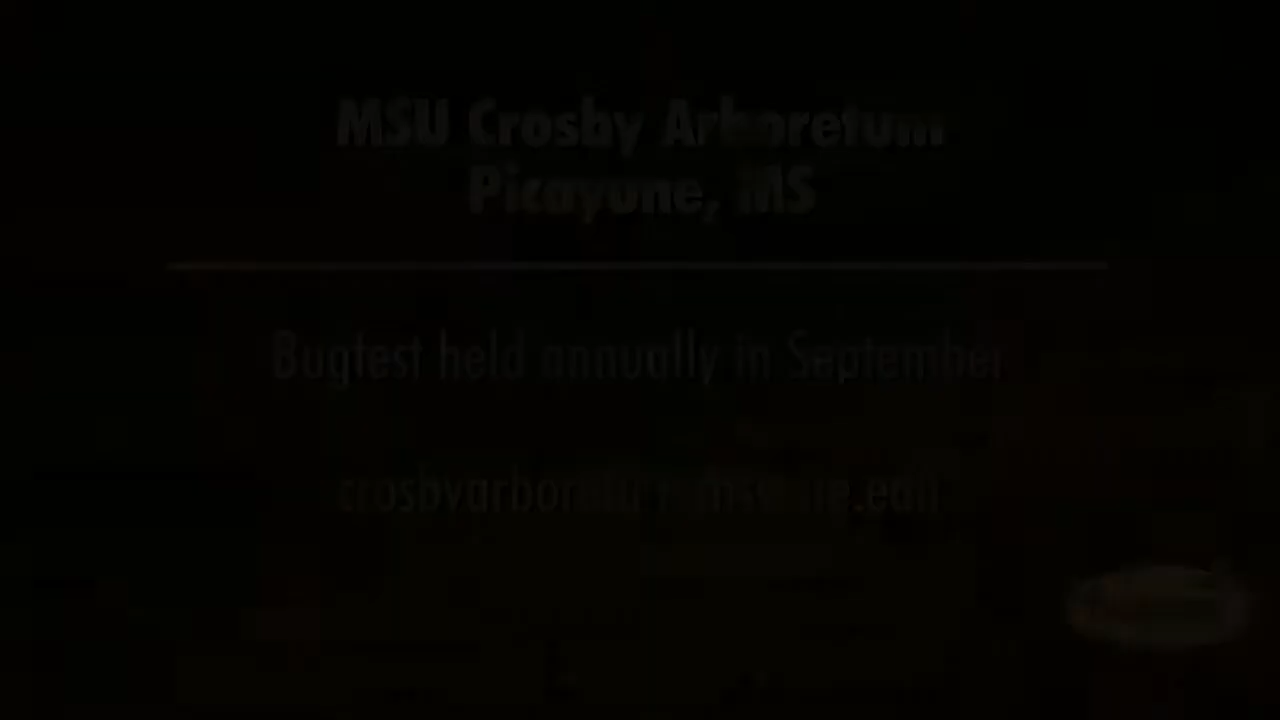 MSU Crosby Arboretum
Picayune, MS
Bugfest held annually in September